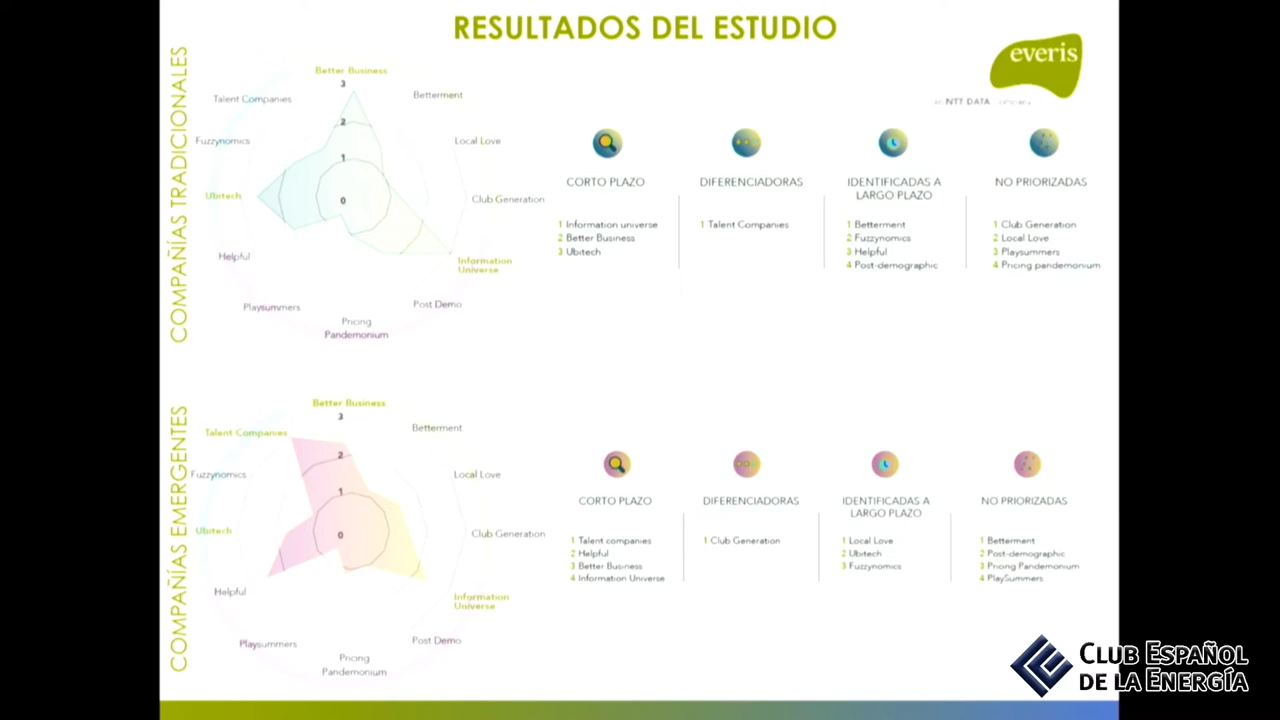 RESULTADOS DEL ESTUDIO
everis
NTT DATA
COMPAÑÍAS TRADICIONALES
Better Business
3
2
1
0
Betterment
Local Love
Club Generation
Information
Universe
Post Demo
Pricing
Pandemonium
Playsummers
Helpful
Ubitech
Fuzzynomics
Talent Companies
CORTO PLAZO
1 Information universe
2 Better Business
3 Ubitech
DIFERENCIADORAS
1 Talent Companies
IDENTIFICADAS A
LARGO PLAZO
1 Betterment
2 Fuzzynomics
3 Helpful
4 Post-demographic
NO PRIORIZADAS
1 Club Generation
2 Local Love
3 Playsummers
4 Pricing pandemonium
COMPAÑÍAS EMERGENTES
Better Business
3
2
1
0
Betterment
Local Love
Club Generation
Information
Universe
Post Demo
Pricing
Pandemonium
Playsummers
Helpful
Ubitech
Fuzzynomics
Talent Companies
CORTO PLAZO
1 Talent companies
2 Helpful
3 Better Business
4 Information Universe
DIFERENCIADORAS
1 Club Generation
IDENTIFICADAS A
LARGO PLAZO
1 Local Love
2 Ubitech
3 Fuzzynomics
NO PRIORIZADAS
1 Betterment
2 Post-demographic
3 Pricing Pandemonium
4 PlaySummers
CLUB ESPAÑOL
DE LA ENERGÍA